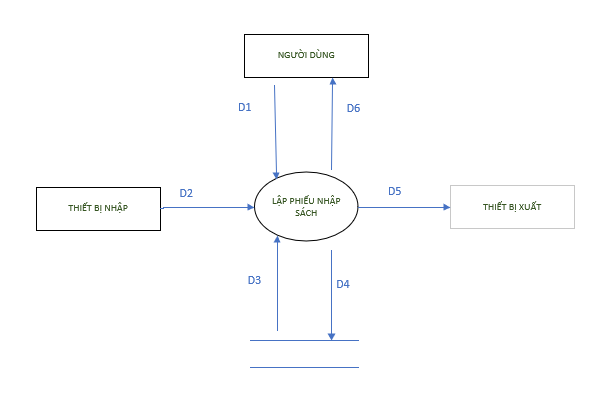 NGƯỜI DÙNG
D1
D6
D2
D5
THIẾT BỊ NHẬP
LẬP PHIẾU NHẬP
SÁCH
THIẾT BỊ XUẤT
D3
D4